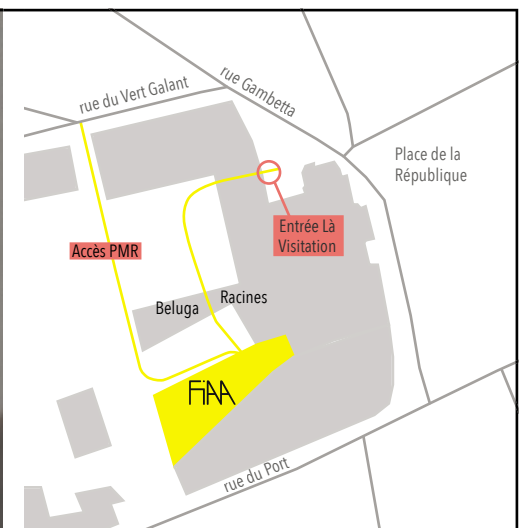 rue du Vert Galant
rue Gambetta
Place de la
République
Entrée Là
Visitation
Accès PMR
Racines
Beluga
FiAA
rue du Port